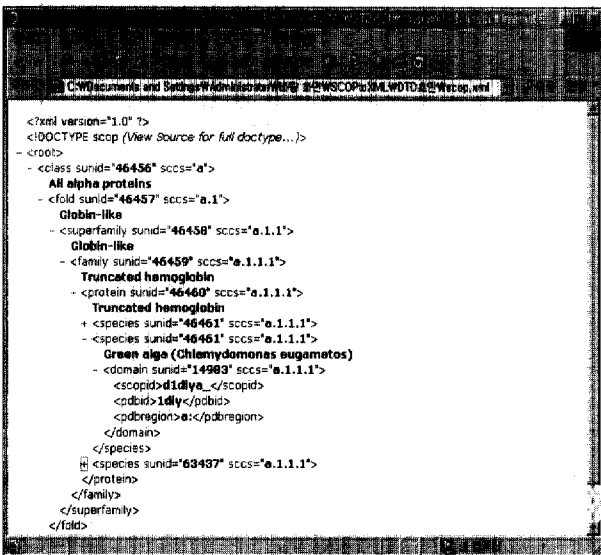 C:\WDocuments and Settings\WAdministrator\W
<?xml version="1.0" ?>
<!DOCTYPE scop (View Source for full doctype...)>
- <root>
- <class sunid="46456" sccs="a">
All alpha proteins
- <fold sunid="46457" sccs="a.1">
Globin-like
- <superfamily sunid="46458" sccs="a.1.1">
Globin-like
- <family sunid="46459" sccs="a.1.1.1">
Truncated hemoglobin
- <protein sunid="46460" sccs="a.1.1.1">
Truncated hemoglobin
+ <species sunid="46461" sccs="a.1.1.1">
- <species sunid="46461" sccs="a.1.1.1">
Green alga (Chlamydomonas eugametos)
- <domain sunid="14983" sccs="a.1.1.1">
<scopid>d1dlya_</scopid>
<pdbid>1dly</pdbid>
<pdbregion>a:</pdbregion>
</domain>
</species>
+ <species sunid="63437" sccs="a.1.1.1">
</protein>
</family>
</superfamily>
</fold>